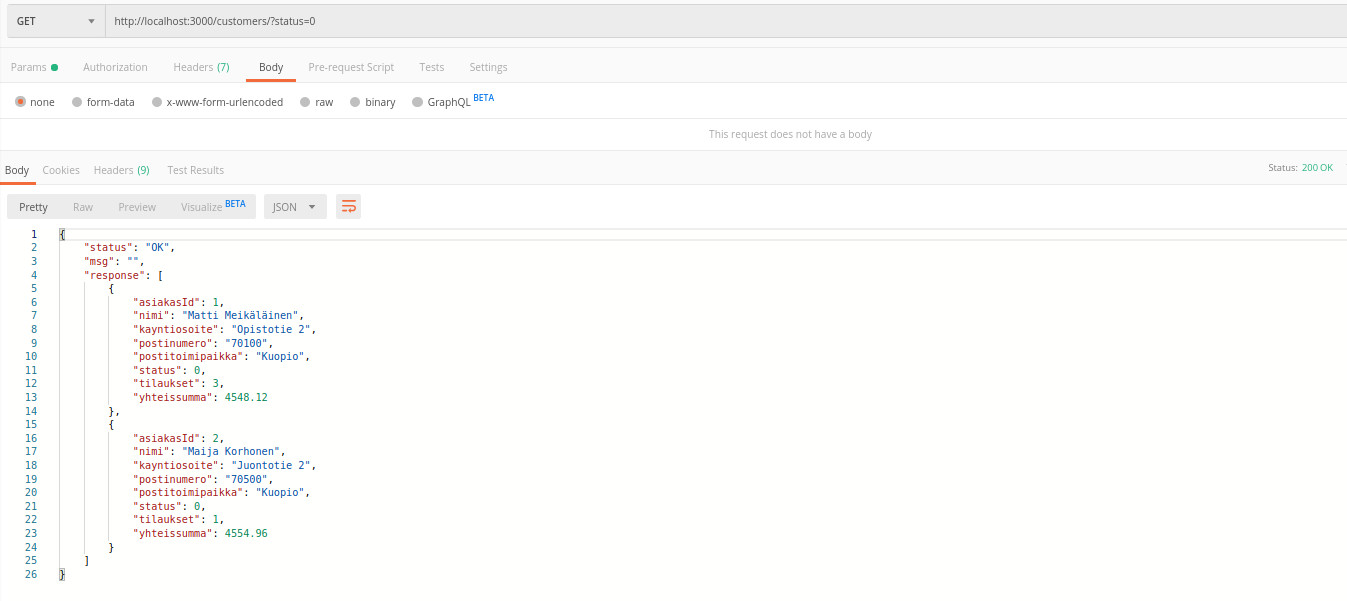 GET http://localhost:3000/customers/?status=0
Params Authorization Headers (7) Body Pre-request Script Tests Settings
none form-data x-www-form-urlencoded raw binary GraphQL BETA
This request does not have a body
Body Cookies Headers (9) Test Results Status: 200 OK
Pretty Raw Preview Visualize BETA JSON
1 {
2 "status": "OK",
3 "msg": "",
4 "response": [
5 {
6 "asiakasId": 1,
7 "nimi": "Matti Meikäläinen",
8 "kayntiosoite": "Opistotie 2",
9 "postinumero": "70100",
10 "postitoimipaikka": "Kuopio",
11 "status": 0,
12 "tilaukset": 3,
13 "yhteissumma": 4548.12
14 },
15 {
16 "asiakasId": 2,
17 "nimi": "Maija Korhonen",
18 "kayntiosoite": "Juontotie 2",
19 "postinumero": "70500",
20 "postitoimipaikka": "Kuopio",
21 "status": 0,
22 "tilaukset": 1,
23 "yhteissumma": 4554.96
24 }
25 ]
26 }